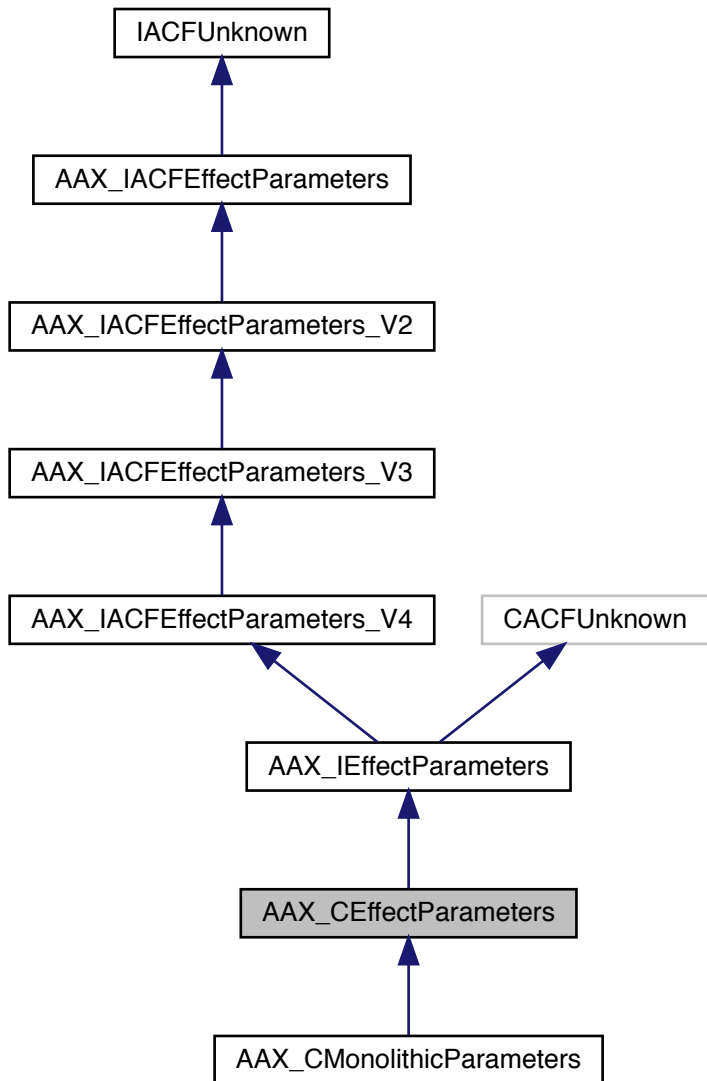 IACFUnknown
AAX_IACFEffectParameters
AAX_IACFEffectParameters_V2
AAX_IACFEffectParameters_V3
AAX_IACFEffectParameters_V4
CACFUnknown
AAX_IEffectParameters
AAX_CEffectParameters
AAX_CMonolithicParameters